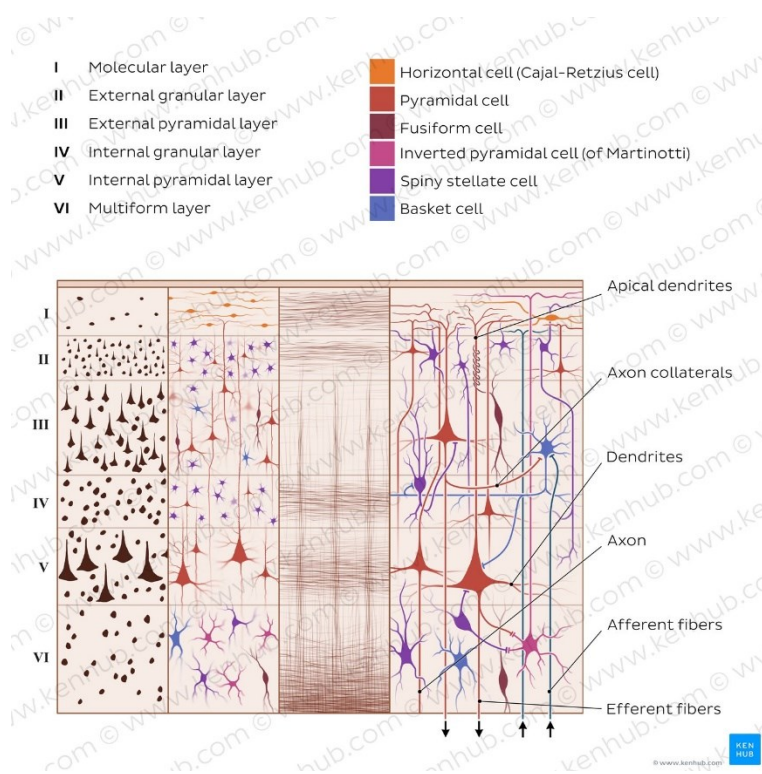 I Molecular layer
II External granular layer
III External pyramidal layer
IV Internal granular layer
V Internal pyramidal layer
VI Multiform layer
Horizontal cell (Cajal-Retzius cell)
Pyramidal cell
Fusiform cell
Inverted pyramidal cell (of Martinotti)
Spiny stellate cell
Basket cell
I
II
III
IV
V
VI
Apical dendrites
Axon collaterals
Dendrites
Axon
Afferent fibers
Efferent fibers
KEN
HUB
© www.kenhub.com